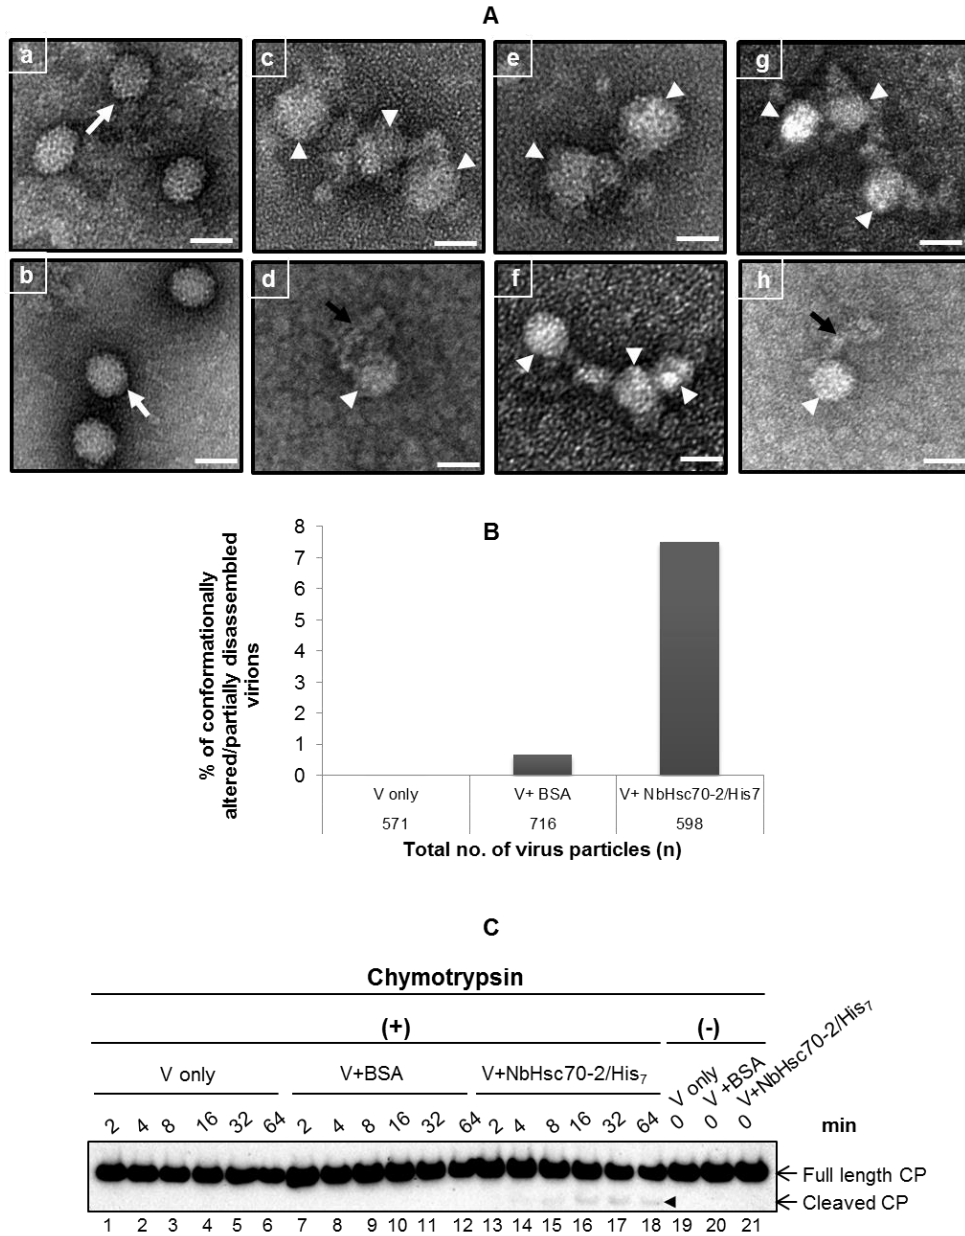 A
a
c
e
g
b
d
f
h
B
% of conformationally
altered/partially disassembled
virions
8
7
6
5
4
3
2
1
0
V only
V+ BSA
V+ NbHsc70-2/His7
571
716
598
Total no. of virus particles (n)
C
Chymotrypsin
(+)
(-)
V only
V+BSA
V+NbHsc70-2/His₇
V only
V +BSA
V+NbHsc70-2/His₇
2 4 8 16 32 64 2 4 8 16 32 64 2 4 8 16 32 64 0 0 0 min
Full length CP
Cleaved CP
1 2 3 4 5 6 7 8 9 10 11 12 13 14 15 16 17 18 19 20 21